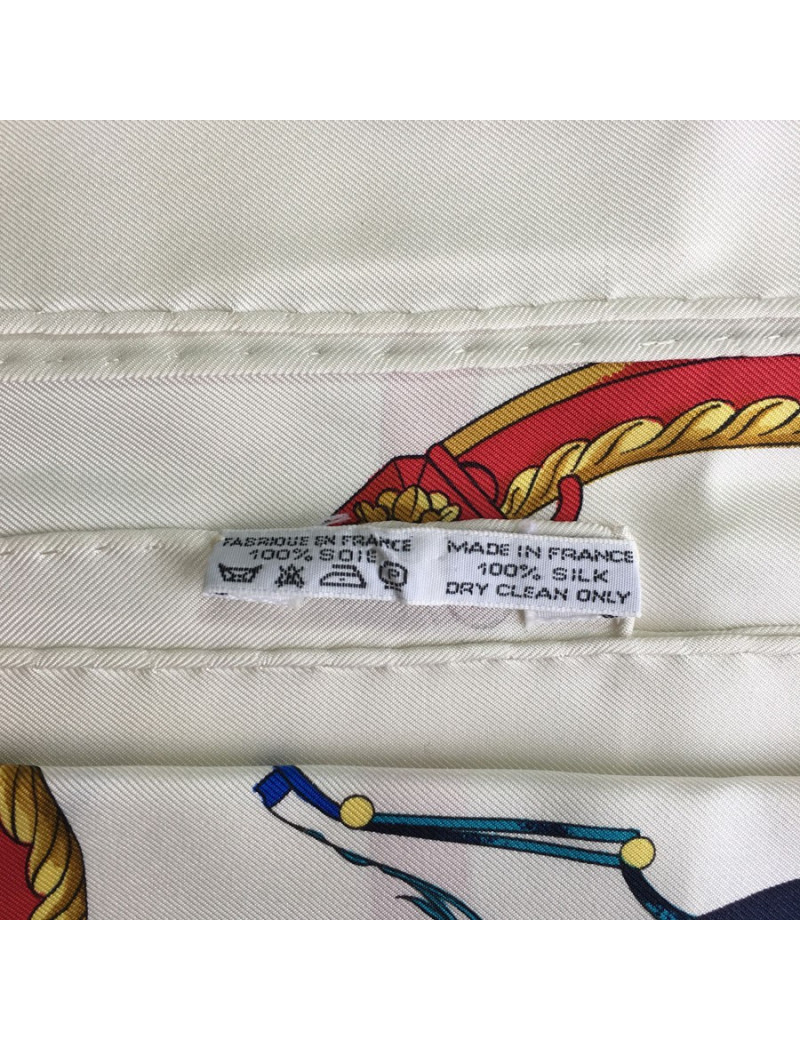 FABRIQUE EN FRANCE
100% SOIE
MADE IN FRANCE
100% SILK
DRY CLEAN ONLY